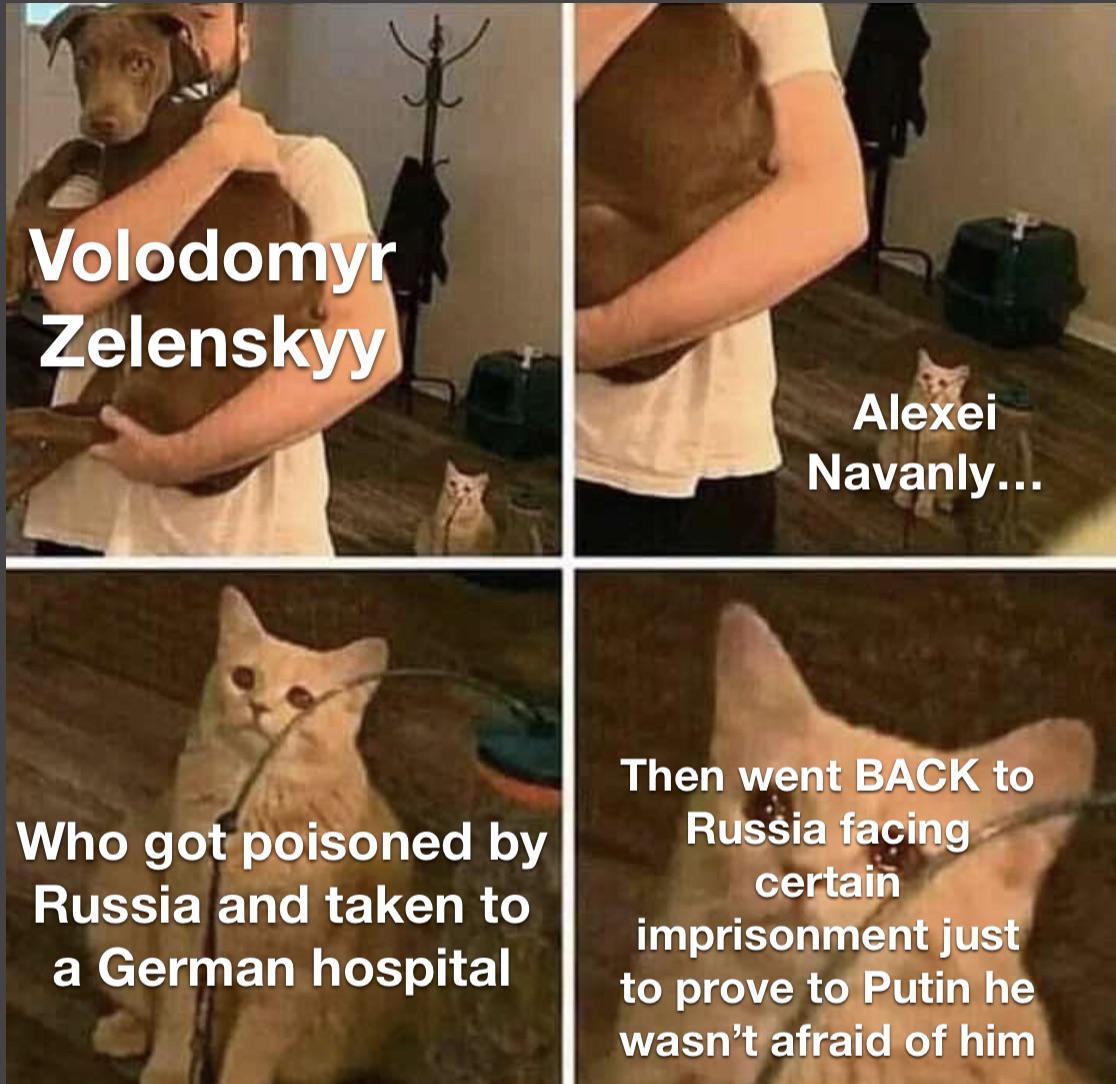 Volodomyr
Zelenskyy
Alexei
Navanly...
Who got poisoned by
Russia and taken to
a German hospital
Then went BACK to
Russia facing
certain
imprisonment just
to prove to Putin he
wasn't afraid of him